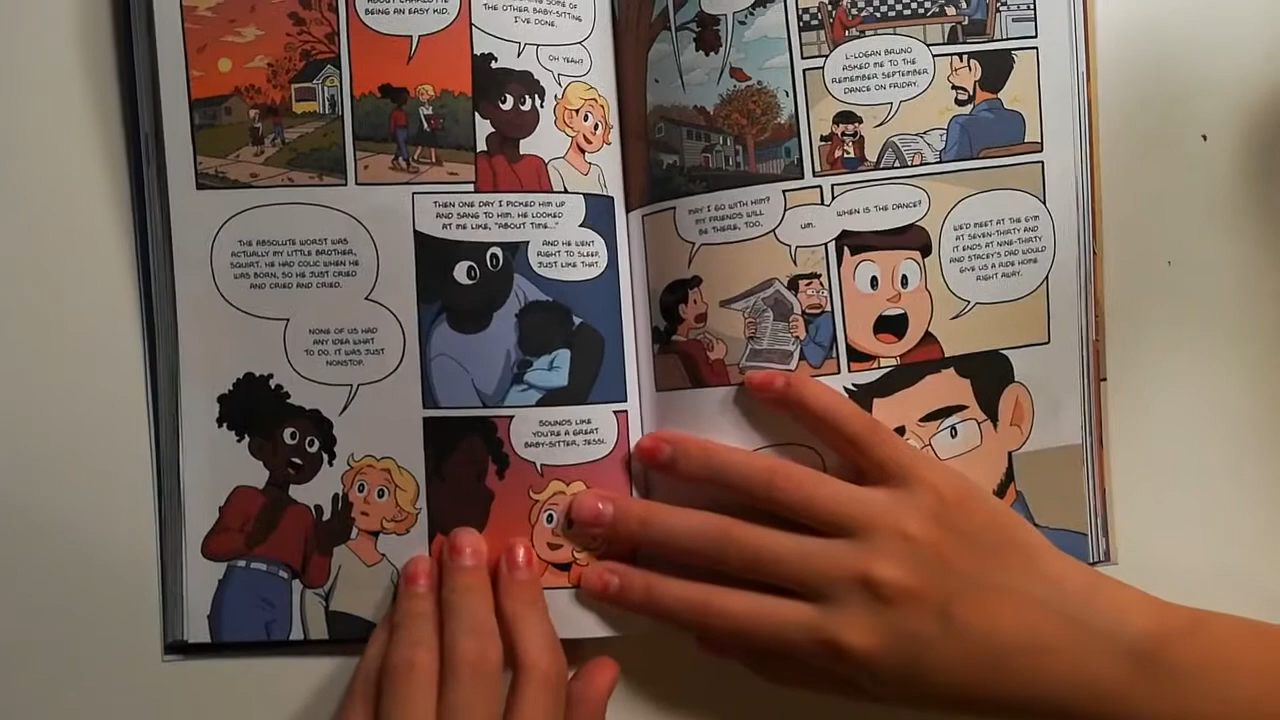 BEING AN EASY KID.
THE OTHER BABY-SITTING
I'VE DONE.
OH YEAH?
THE ABSOLUTE WORST WAS
ACTUALLY MY LITTLE BROTHER,
SQUIRT. HE HAD COLIC WHEN HE
WAS BORN, SO HE JUST CRIED
AND CRIED AND CRIED.
NONE OF US HAD
ANY IDEA WHAT
TO DO. IT WAS JUST
NONSTOP.
THEN ONE DAY I PICKED HIM UP
AND SANG TO HIM. HE LOOKED
AT ME LIKE, "ABOUT TIME..."
AND HE WENT
RIGHT TO SLEEP,
JUST LIKE THAT.
SOUNDS LIKE
YOU'RE A GREAT
BABY-SITTER, JESSI.
L-LOGAN BRUNO
ASKED ME TO THE
REMEMBER SEPTEMBER
DANCE ON FRIDAY.
MAY I GO WITH HIM?
MY FRIENDS WILL
BE THERE, TOO.
UM.
WHEN IS THE DANCE?
WE'D MEET AT THE GYM
AT SEVEN-THIRTY AND
IT ENDS AT NINE-THIRTY
AND STACEY'S DAD WOULD
GIVE US A RIDE HOME
RIGHT AWAY.